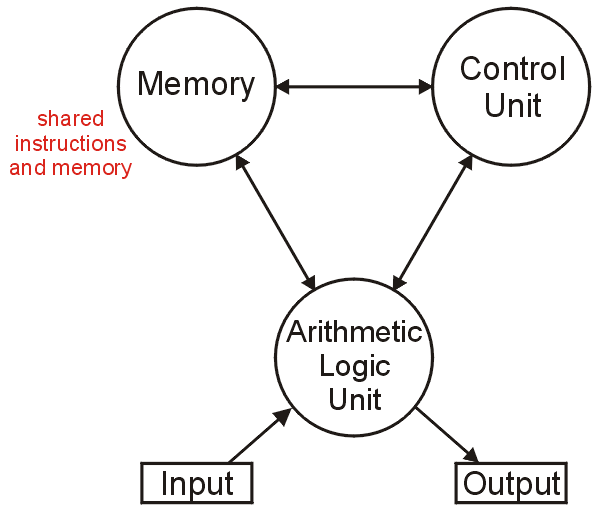 Memory
Control
Unit
shared
instructions
and memory
Arithmetic
Logic
Unit
Input
Output